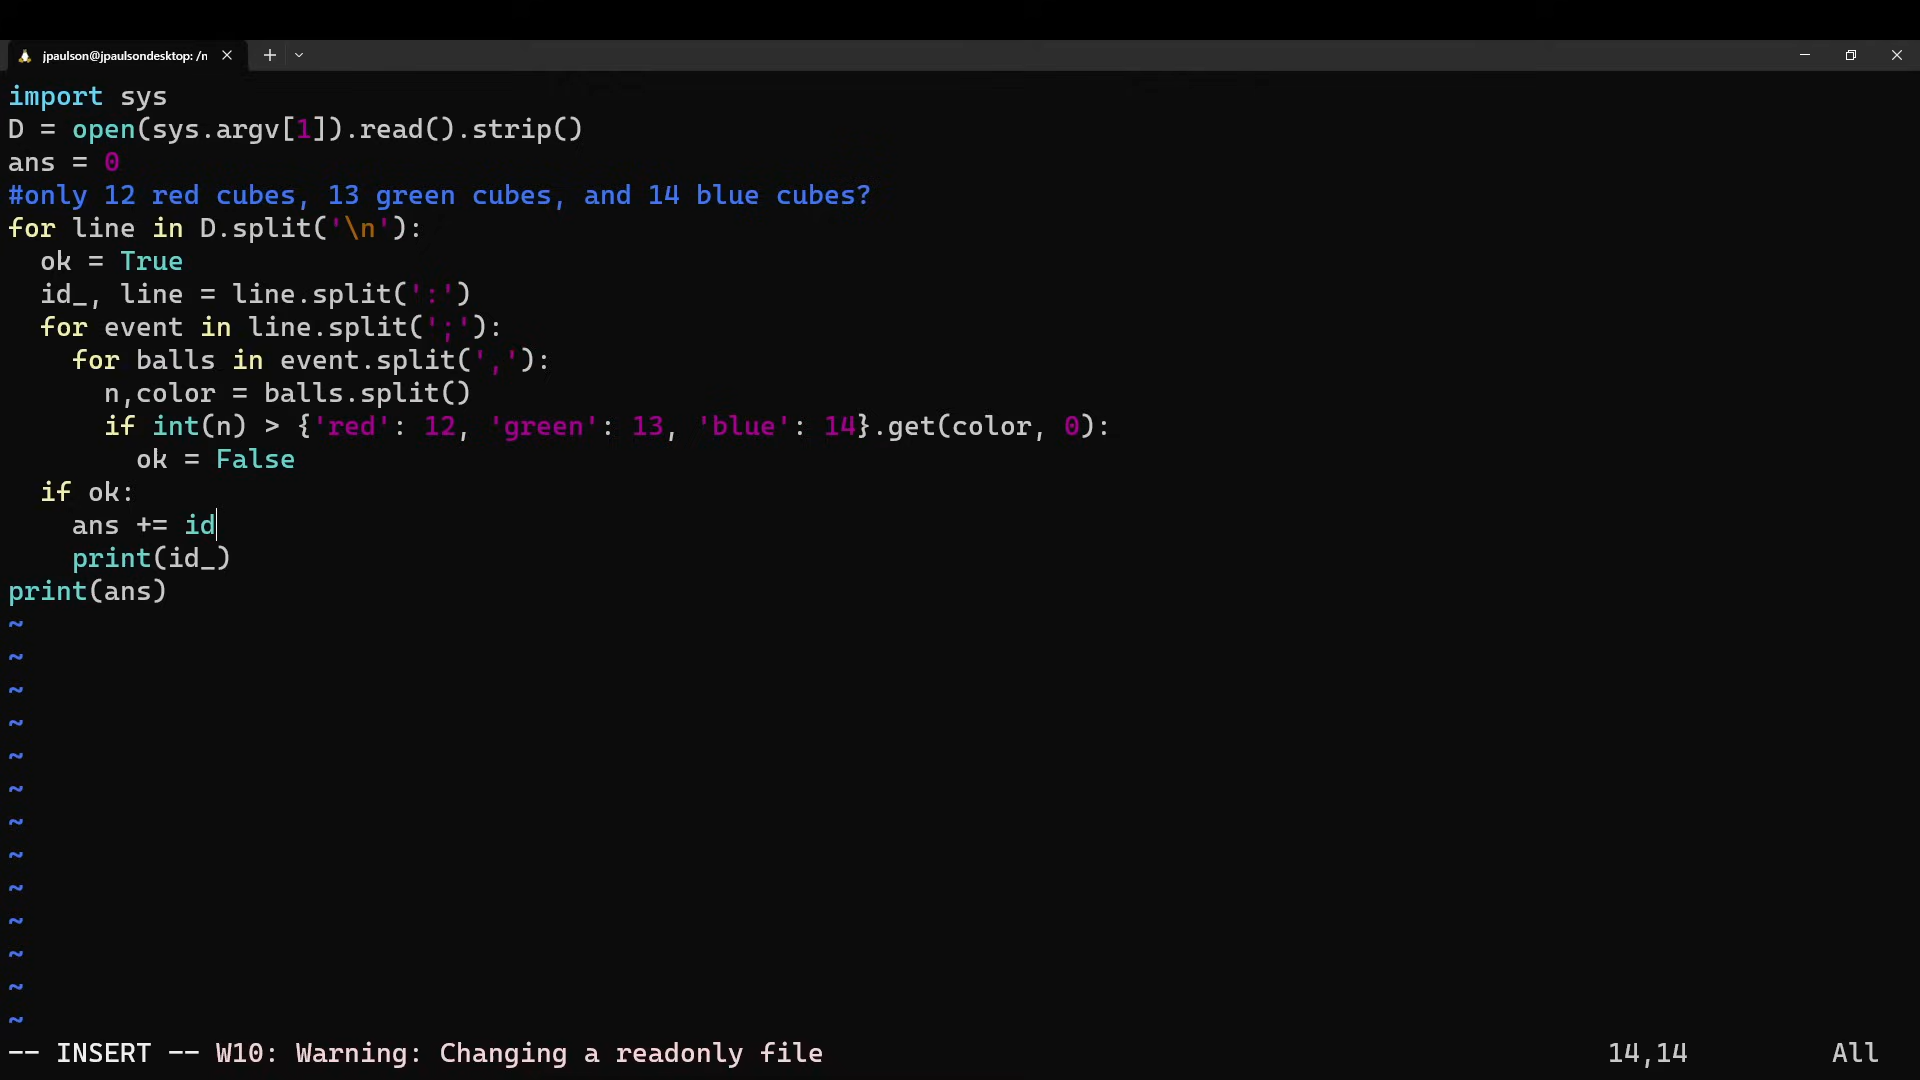 jpaulson@jpaulsondesktop: /n
import sys
D = open(sys.argv[1]).read().strip()
ans = 0
#only 12 red cubes, 13 green cubes, and 14 blue cubes?
for line in D.split('\n'):
  ok = True
  id_, line = line.split(':')
  for event in line.split(';'):
    for balls in event.split(','):
      n,color = balls.split()
      if int(n) > {'red': 12, 'green': 13, 'blue': 14}.get(color, 0):
        ok = False
  if ok:
    ans += id
    print(id_)
print(ans)
~
~
~
~
~
~
~
~
~
~
~
~
~
-- INSERT -- W10: Warning: Changing a readonly file 14,14 All